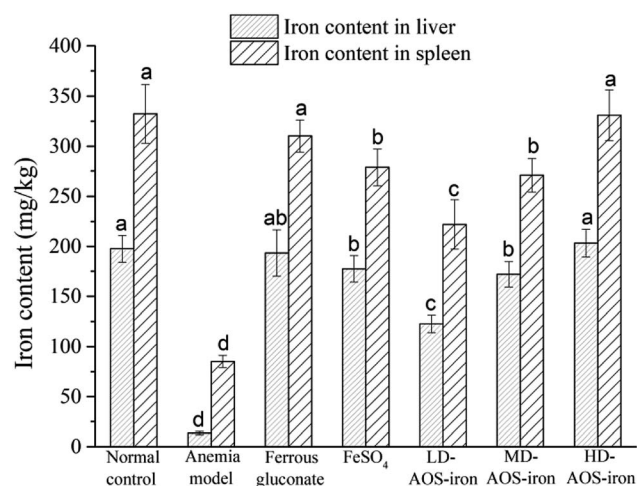 Iron content in liver
Iron content in spleen
Iron content (mg/kg)
400
350
300
250
200
150
100
50
0
a
a
d
d
ab
a
b
b
c
c
b
b
a
a
Normal control
Anemia model
Ferrous gluconate
FeSO₄
LD-AOS-iron
MD-AOS-iron
HD-AOS-iron